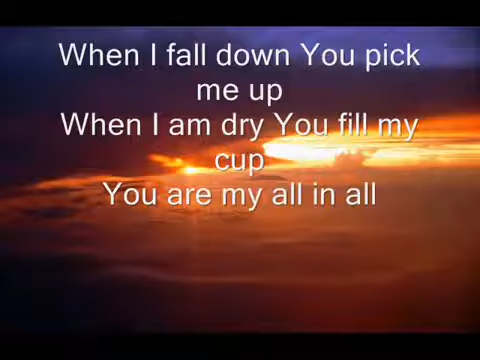 When I fall down You pick
me up
When I am dry You fill my
cup
You are my all in all